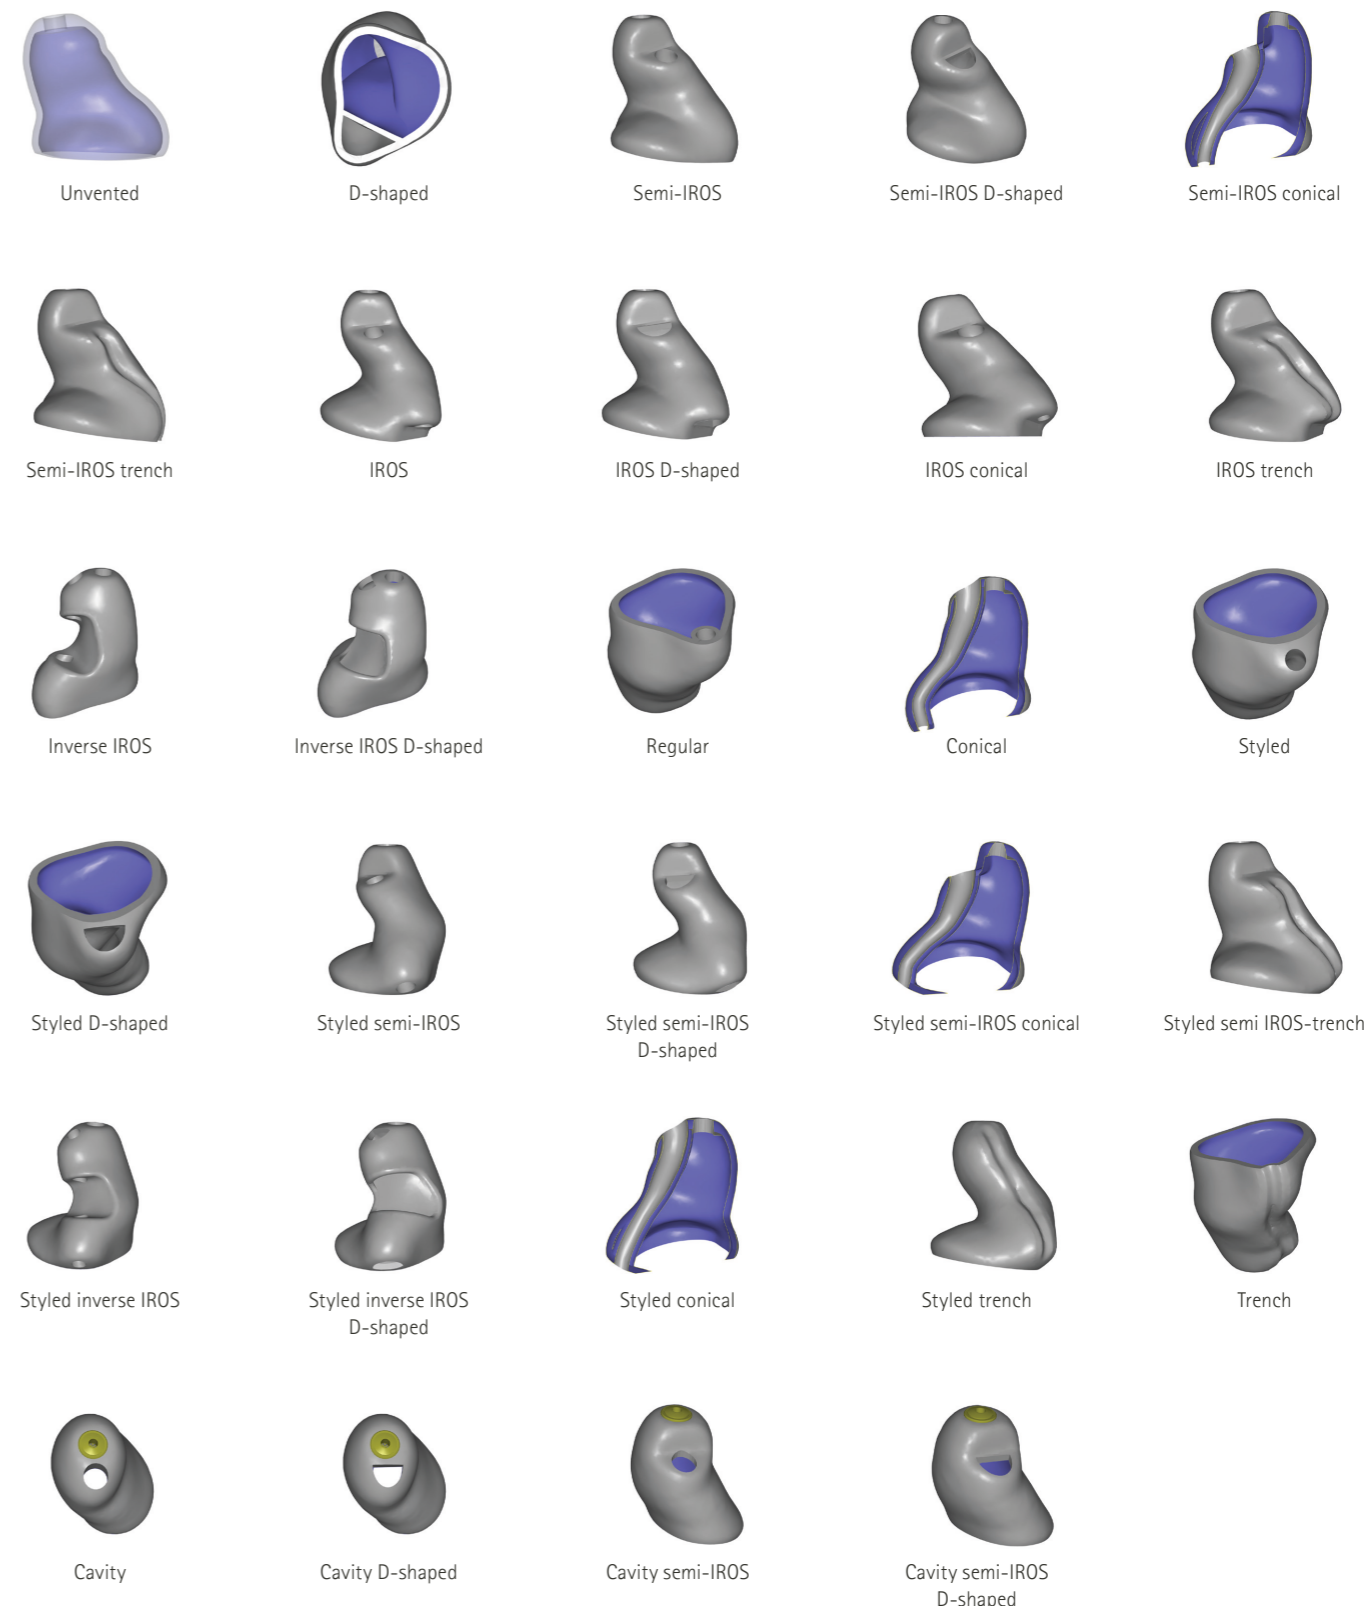 Unvented
D-shaped
Semi-IROS
Semi-IROS D-shaped
Semi-IROS conical
Semi-IROS trench
IROS
IROS D-shaped
IROS conical
IROS trench
Inverse IROS
Inverse IROS D-shaped
Regular
Conical
Styled
Styled D-shaped
Styled semi-IROS
Styled semi-IROS
D-shaped
Styled semi-IROS conical
Styled semi IROS-trench
Styled inverse IROS
Styled inverse IROS
D-shaped
Styled conical
Styled trench
Trench
Cavity
Cavity D-shaped
Cavity semi-IROS
Cavity semi-IROS
D-shaped